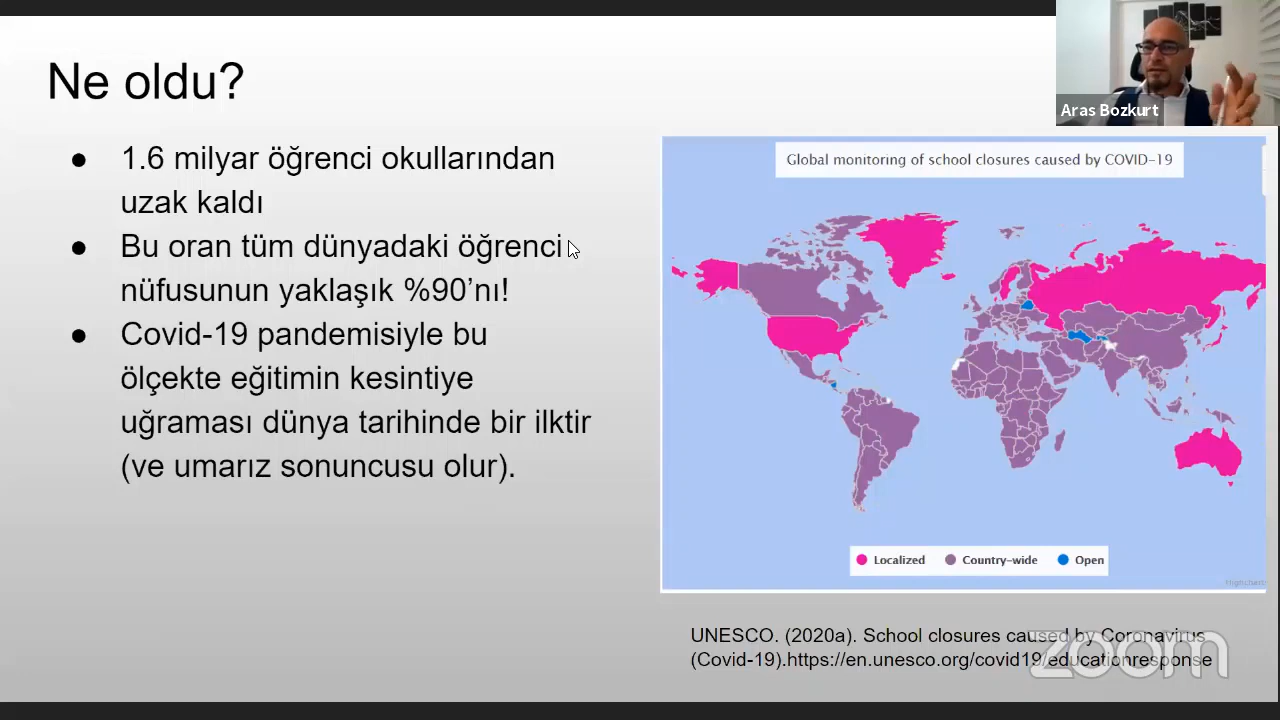 Ne oldu?
Aras Bozkurt
● 1.6 milyar öğrenci okullarından
uzak kaldı
● Bu oran tüm dünyadaki öğrenci
nüfusunun yaklaşık %90’nı!
● Covid-19 pandemisiyle bu
ölçekte eğitimin kesintiye
uğraması dünya tarihinde bir ilktir
(ve umarız sonuncusu olur).
Global monitoring of school closures caused by COVID-19
Localized Country-wide Open
UNESCO. (2020a). School closures caused by Coronavirus
(Covid-19).https://en.unesco.org/covid19/educationresponse
zoom